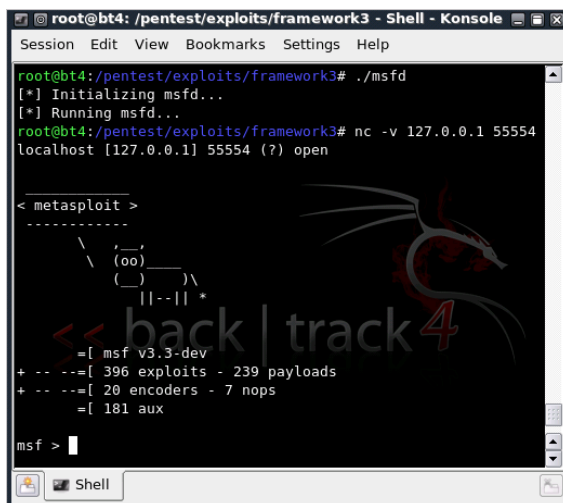 root@bt4: /pentest/exploits/framework3 - Shell - Konsole
Session Edit View Bookmarks Settings Help
root@bt4:/pentest/exploits/framework3# ./msfd
[*] Initializing msfd...
[*] Running msfd...
root@bt4:/pentest/exploits/framework3# nc -v 127.0.0.1 55554
localhost [127.0.0.1] 55554 (?) open
 ____________
< metasploit >
 ------------
       \   ,__,
        \  (oo)____
           (__)    )\
              ||--|| *
<< back | track 4
       =[ msf v3.3-dev
+ -- --=[ 396 exploits - 239 payloads
+ -- --=[ 20 encoders - 7 nops
       =[ 181 aux
msf >
Shell